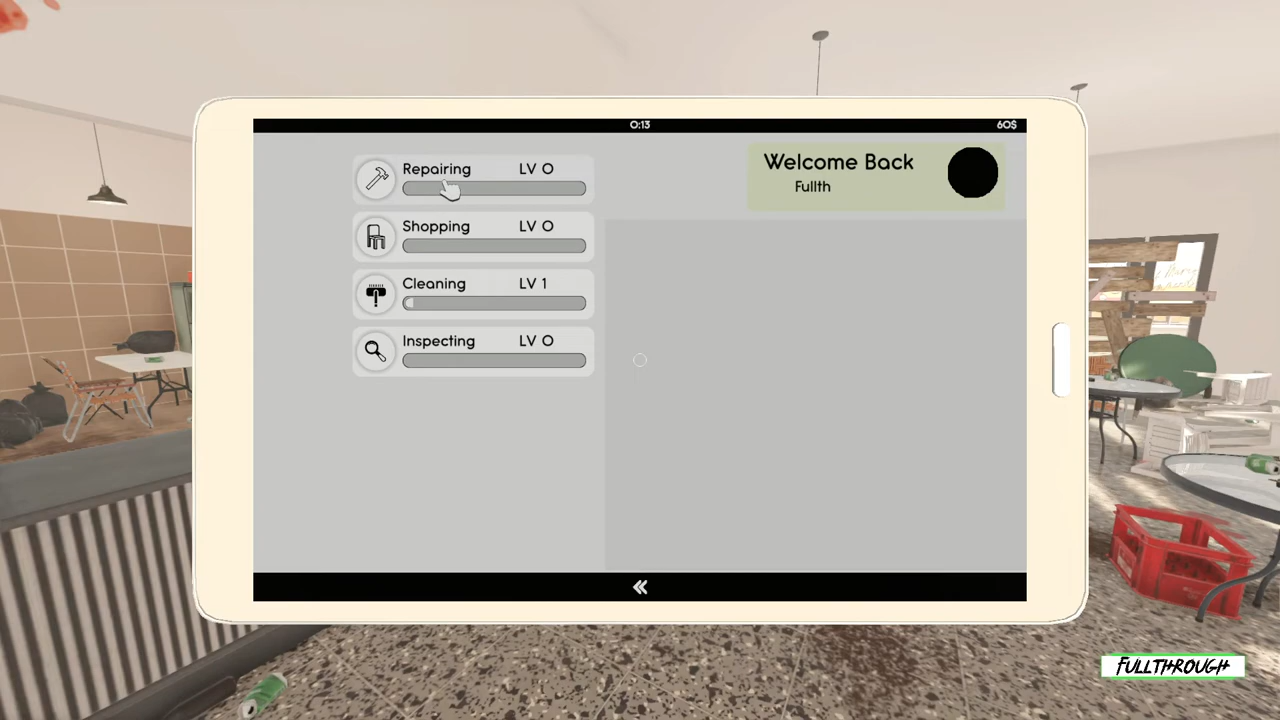 0:13
60$
Repairing LV 0
Shopping LV 0
Cleaning LV 1
Inspecting LV 0
Welcome Back
Fullth
FULLTHROUGH